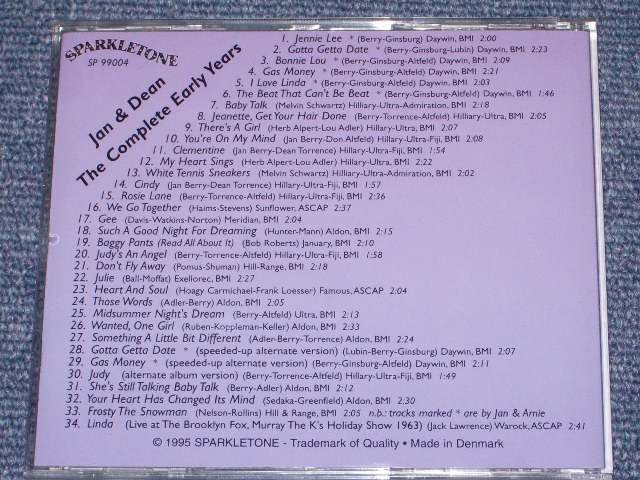 SPARKLETONE
SP 99004
Jan & Dean
The Complete Early Years
1. Jennie Lee * (Berry-Ginsburg) Daywin, BMI 2:00
2. Gotta Getta Date * (Berry-Ginsburg-Lubin) Daywin, BMI 2:23
3. Bonnie Lou * (Berry-Ginsburg-Altfeld) Daywin, BMI 2:09
4. Gas Money * (Berry-Ginsburg-Altfeld) Daywin, BMI 2:21
5. I Love Linda * (Berry-Ginsburg-Altfeld) Daywin, BMI 2:03
6. The Beat That Can't Be Beat * (Berry-Ginsburg-Altfeld) Daywin, BMI 1:46
7. Baby Talk (Melvin Schwartz) Hilliary-Ultra-Admiration, BMI 2:18
8. Jeanette, Get Your Hair Done (Berry-Torrence-Altfeld) Hillary-Ultra-Fiji, BMI 2:05
9. There's A Girl (Herb Alpert-Lou Adler) Hillary-Ultra, BMI 2:07
10. You're On My Mind (Jan Berry-Don Altfeld) Hillary-Ultra-Fiji, BMI 2:08
11. Clementine (Jan Berry-Dean Torrence) Hillary-Ultra-Fiji, BMI 1:54
12. My Heart Sings (Herb Alpert-Lou Adler) Hillary-Ultra, BMI 2:22
13. White Tennis Sneakers (Melvin Schwartz) Hilliary-Ultra-Admiration, BMI 2:02
14. Cindy (Jan Berry-Dean Torrence) Hillary-Ultra-Fiji, BMI 1:57
15. Rosie Lane (Berry-Torrence-Altfeld) Hillary-Ultra-Fiji, BMI 2:36
16. We Go Together (Haims-Stevens) Sunflower, ASCAP 2:37
17. Gee (Davis-Watkins-Norton) Meridian, BMI 2:04
18. Such A Good Night For Dreaming (Hunter-Mann) Aldon, BMI 2:15
19. Baggy Pants (Read All About It) (Bob Roberts) January, BMI 2:10
20. Judy's An Angel (Berry-Torrence-Altfeld) Hillary-Ultra-Fiji, BMI 1:58
21. Don't Fly Away (Pomus-Shuman) Hill-Range, BMI 2:18
22. Julie (Ball-Moffat) Exellorec, BMI 2:27
23. Heart And Soul (Hoagy Carmichael-Frank Loesser) Famous, ASCAP 2:04
24. Those Words (Adler-Berry) Aldon, BMI 2:05
25. Midsummer Night's Dream (Berry-Altfeld) Ultra, BMI 2:13
26. Wanted, One Girl (Ruben-Koppleman-Keller) Aldon, BMI 2:33
27. Something A Little Bit Different (Adler-Berry-Torrence) Aldon, BMI 2:24
28. Gotta Getta Date * (speeded-up alternate version) (Lubin-Berry-Ginsburg) Daywin, BMI 2:07
29. Gas Money * (speeded-up alternate version) (Berry-Ginsburg-Altfeld) Daywin, BMI 2:11
30. Judy (alternate album version) (Berry-Torrence-Altfeld) Hillary-Ultra-Fiji, BMI 1:49
31. She's Still Talking Baby Talk (Berry-Adler) Aldon, BMI 2:12
32. Your Heart Has Changed Its Mind (Sedaka-Greenfield) Aldon, BMI 2:30
33. Frosty The Snowman (Nelson-Rollins) Hill & Range, BMI 2:05 n.b.: tracks marked * are by Jan & Arnie
34. Linda (Live at The Brooklyn Fox, Murray The K's Holiday Show 1963) (Jack Lawrence) Warock, ASCAP 2:41
© 1995 SPARKLETONE - Trademark of Quality • Made in Denmark